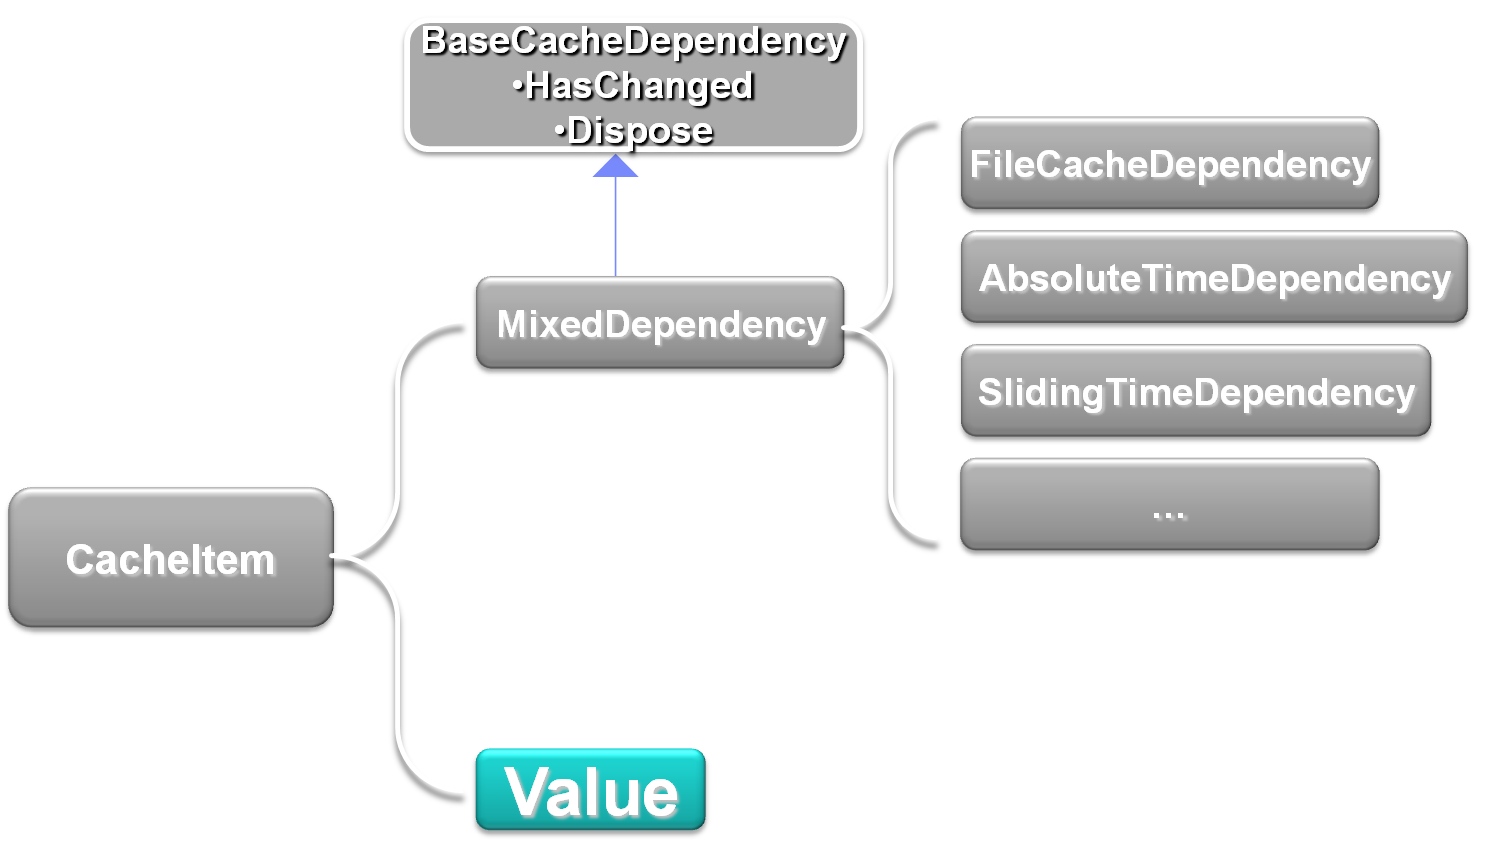 BaseCacheDependency
•HasChanged
•Dispose
FileCacheDependency
AbsoluteTimeDependency
MixedDependency
SlidingTimeDependency
...
CacheItem
Value